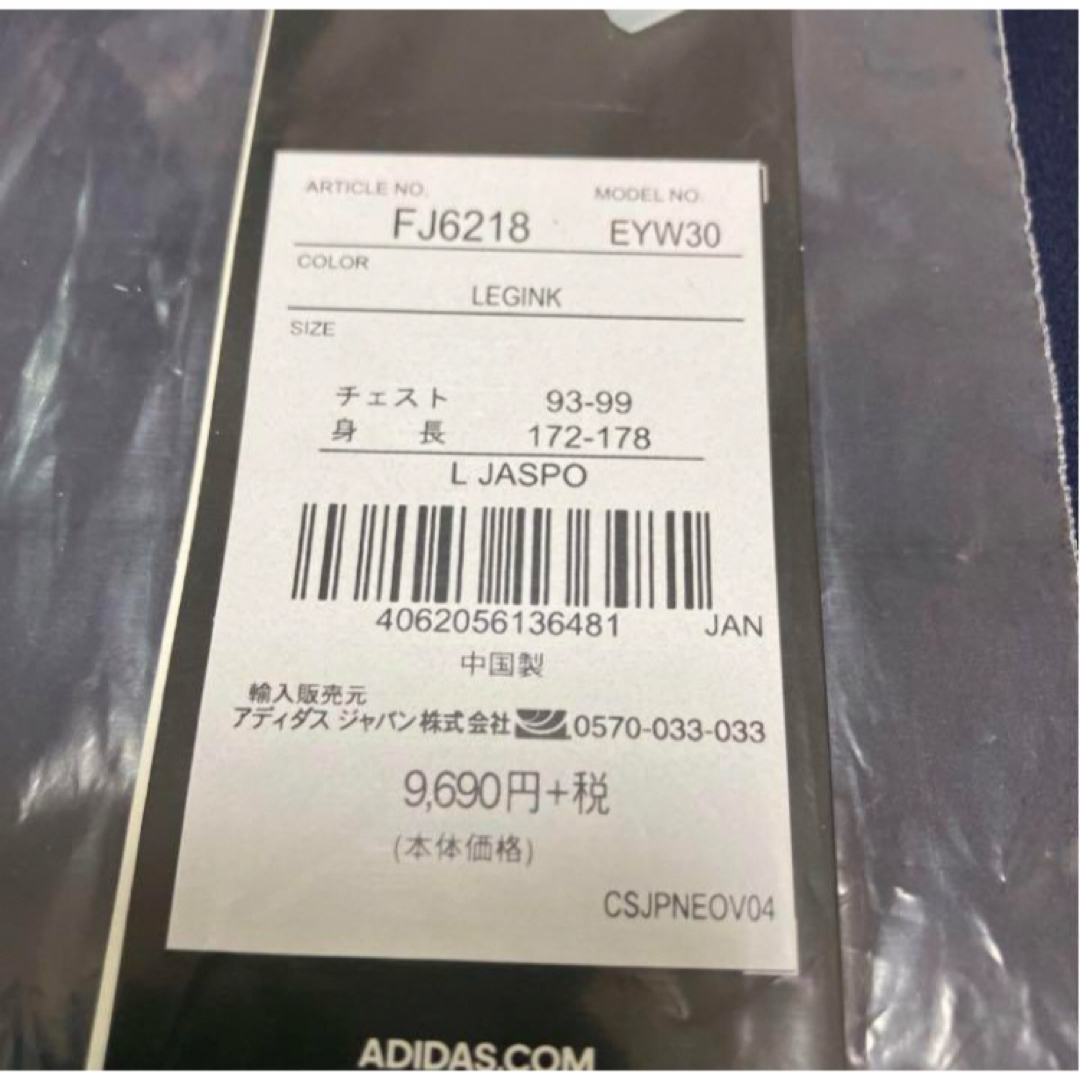 ARTICLE NO. MODEL NO.
FJ6218 EYW30
COLOR
LEGINK
SIZE
チェスト 93-99
身長 172-178
L JASPO
4062056136481 JAN
中国製
輸入販売元
アディダス ジャパン株式会社 0570-033-033
9,690円+税
(本体価格)
CSJPNEOV04
ADIDAS.COM